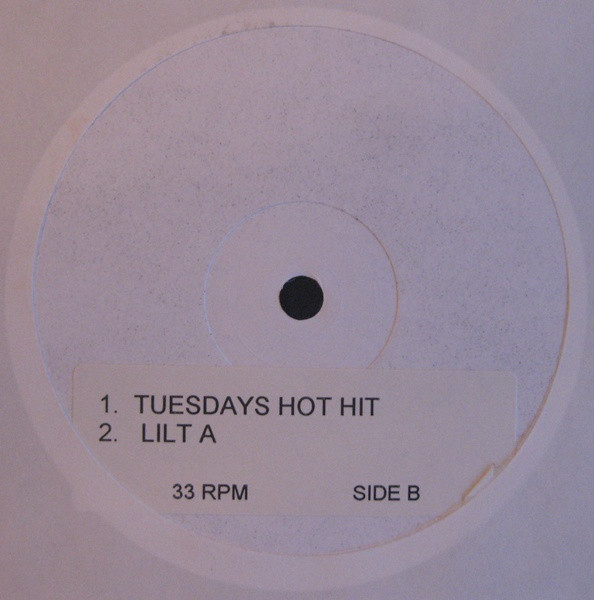 1. TUESDAYS HOT HIT
2. LILT A
33 RPM SIDE B